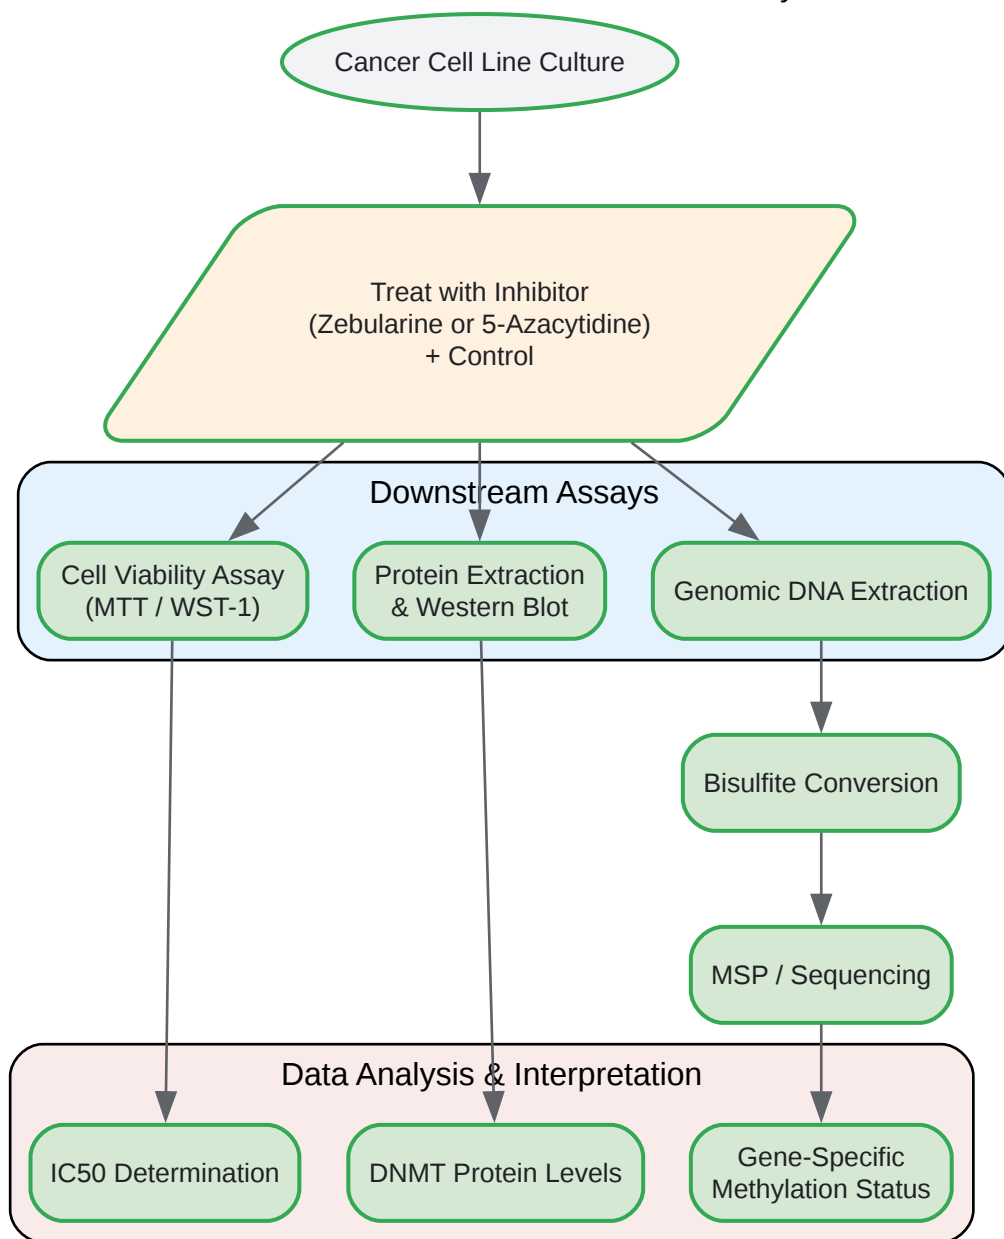 Cancer Cell Line Culture
Treat with Inhibitor
(Zebularine or 5-Azacytidine)
+ Control
Downstream Assays
Cell Viability Assay
(MTT / WST-1)
Protein Extraction
& Western Blot
Genomic DNA Extraction
Bisulfite Conversion
MSP / Sequencing
Data Analysis & Interpretation
IC50 Determination
DNMT Protein Levels
Gene-Specific
Methylation Status